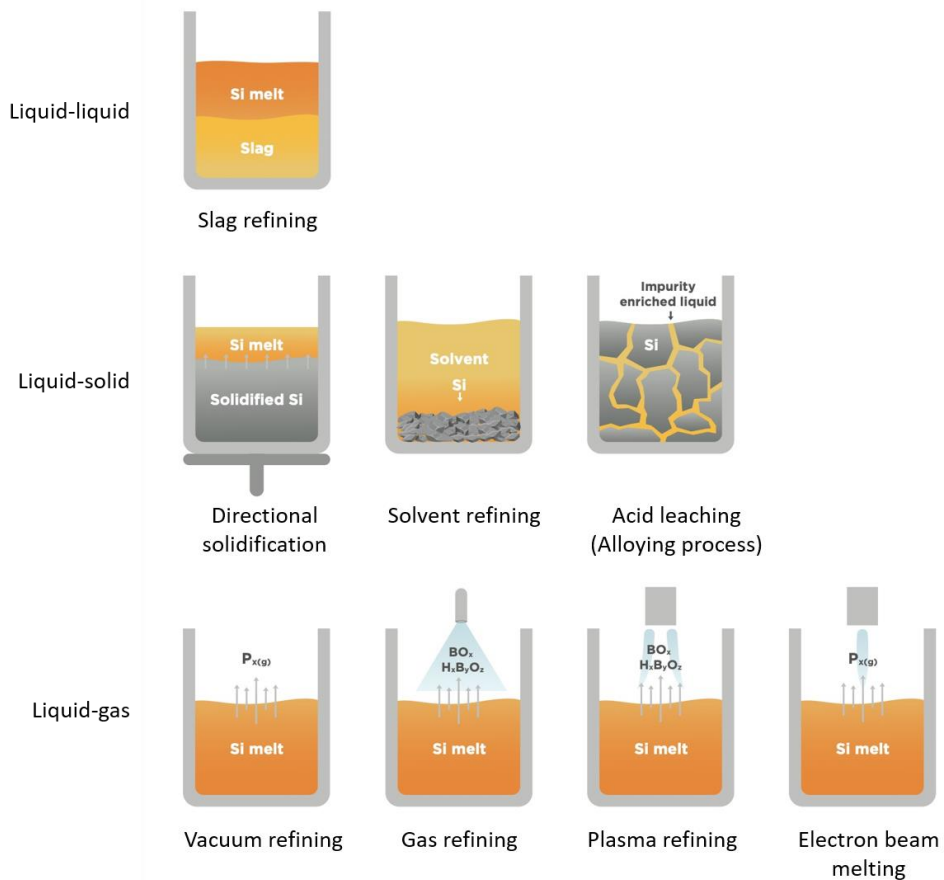 Liquid-liquid
Si melt
Slag
Slag refining
Liquid-solid
Si melt
Solidified Si
Directional
solidification
Solvent
Si
Solvent refining
Impurity
enriched liquid
Si
Acid leaching
(Alloying process)
Liquid-gas
Pₓ₍g₎
Si melt
Vacuum refining
BOₓ
HₓBᵧO_z
Si melt
Gas refining
BOₓ
HₓBᵧO_z
Si melt
Plasma refining
Pₓ₍g₎
Si melt
Electron beam
melting